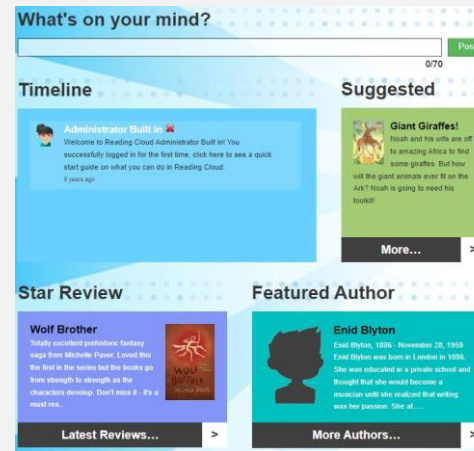 What's on your mind?
Pos
0/70
Timeline
Suggested
Administrator Built in
Welcome to Reading Cloud Administrator Built in! You
successfully logged in for the first time, click here to see a quick
start guide on what you can do in Reading Cloud.
9 years ago
Giant Giraffes!
Noah and his wife are off
to amazing Africa to find
some giraffes. But how
will the giant animals ever fit on the
Ark? Noah is going to need his
toolkit!
More...
>
Star Review
Featured Author
Wolf Brother
Totally excellent prehistoric fantasy
saga from Michelle Paver. Loved this
the first in the series but the books go
from strength to strength as the
characters develop. Don't miss it - it's a
must rea...
WOLF
BROTHER
Enid Blyton
Enid Blyton, 1896 - November 28, 1968
Enid Blyton was born in London in 1896.
She was educated in a private school and
thought that she would become a
musician until she realized that writing
was her passion. She at......
Latest Reviews...
>
More Authors...
>